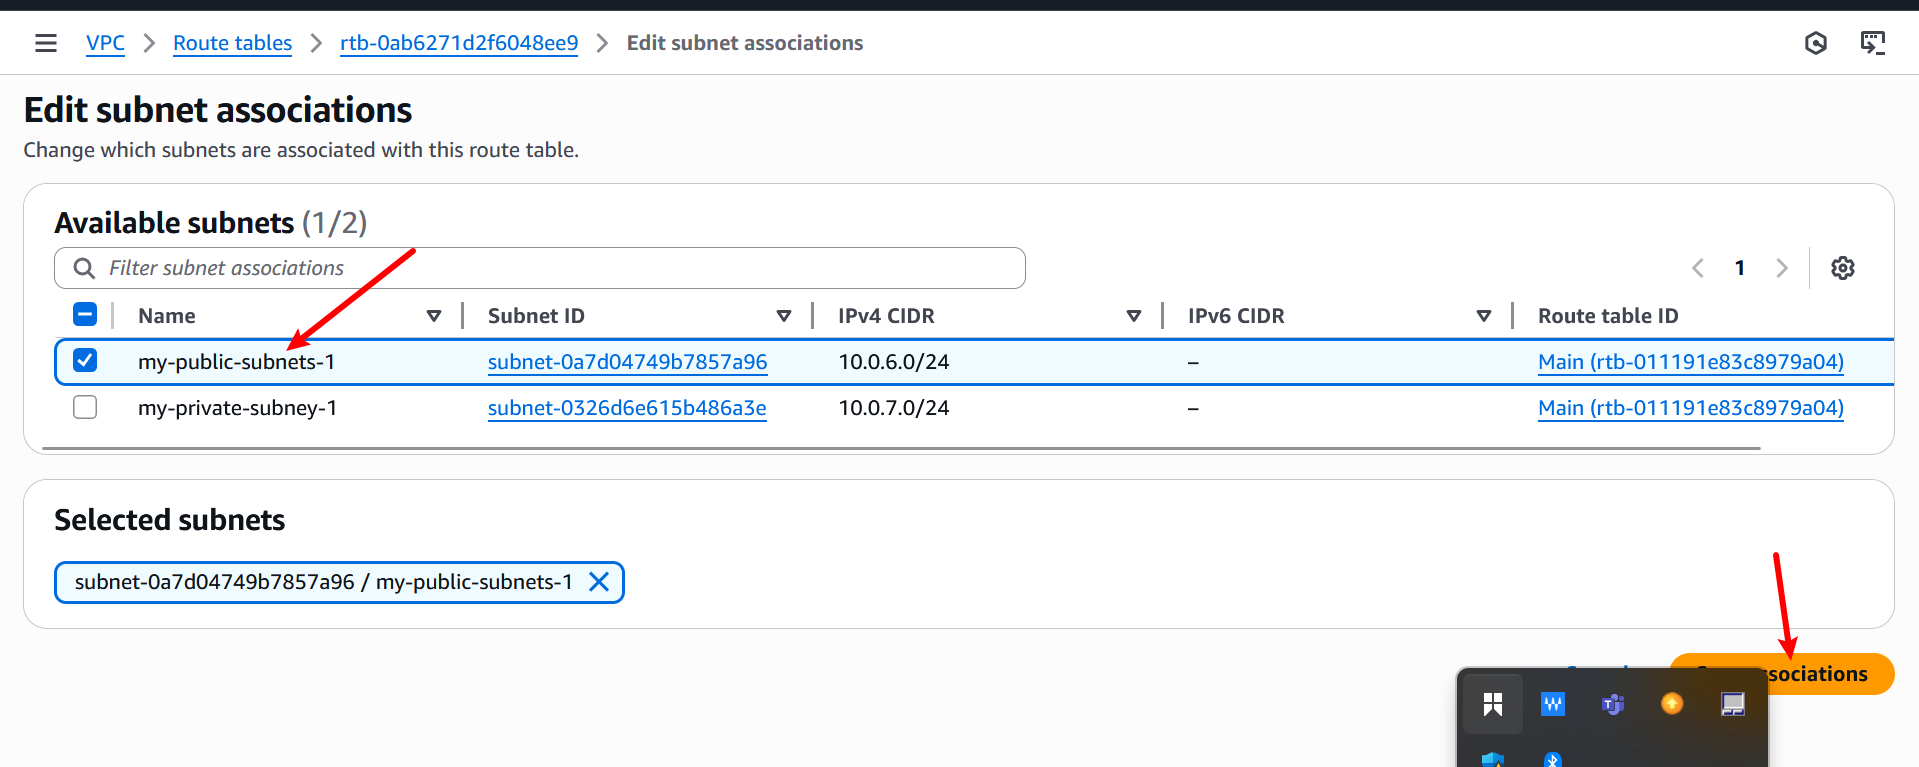 VPC > Route tables > rtb-0ab6271d2f6048ee9 > Edit subnet associations
Edit subnet associations
Change which subnets are associated with this route table.
Available subnets (1/2)
Filter subnet associations
1
Name Subnet ID IPv4 CIDR IPv6 CIDR Route table ID
my-public-subnets-1 subnet-0a7d04749b7857a96 10.0.6.0/24 – Main (rtb-011191e83c8979a04)
my-private-subney-1 subnet-0326d6e615b486a3e 10.0.7.0/24 – Main (rtb-011191e83c8979a04)
Selected subnets
subnet-0a7d04749b7857a96 / my-public-subnets-1